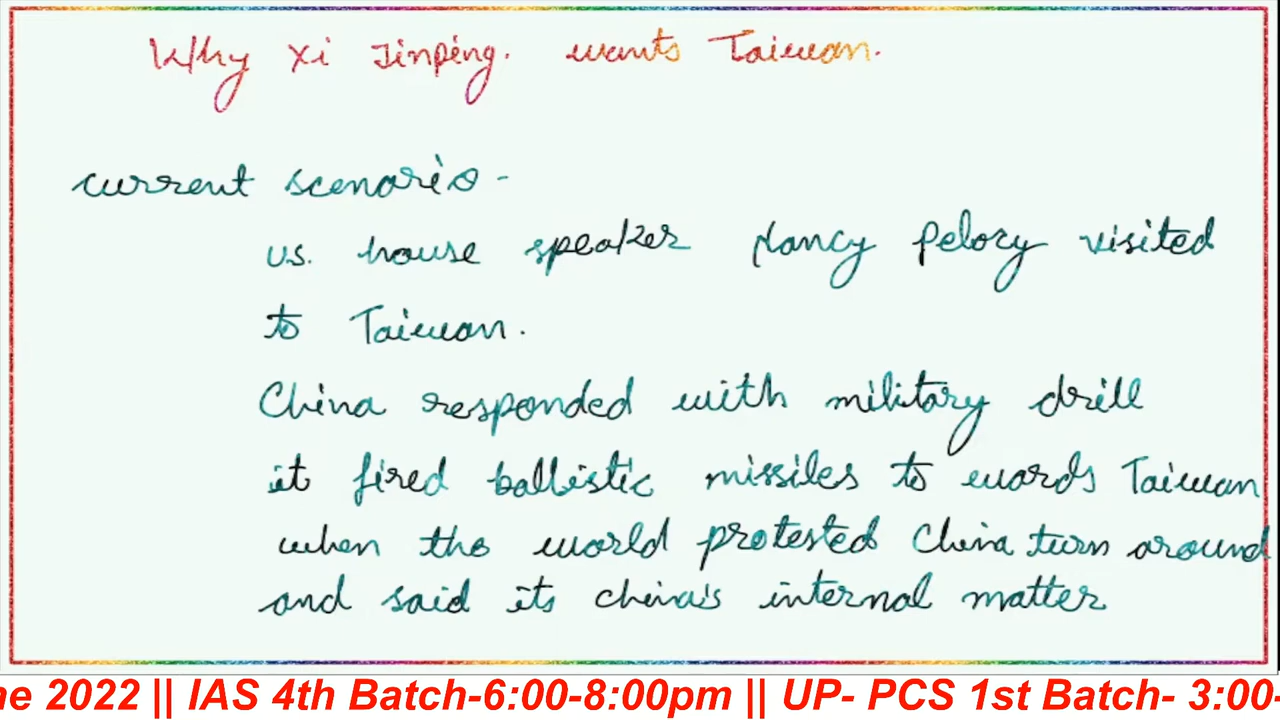 Why Xi Jinping. wants Taiwan.
current scenario -
U.S. house speaker Nancy Pelosy visited
to Taiwan.
China responded with military drill
it fired ballistic missiles to wards Taiwan
when the world protested China turn around
and said its china's internal matter
ne 2022 || IAS 4th Batch-6:00-8:00pm || UP- PCS 1st Batch- 3:00-